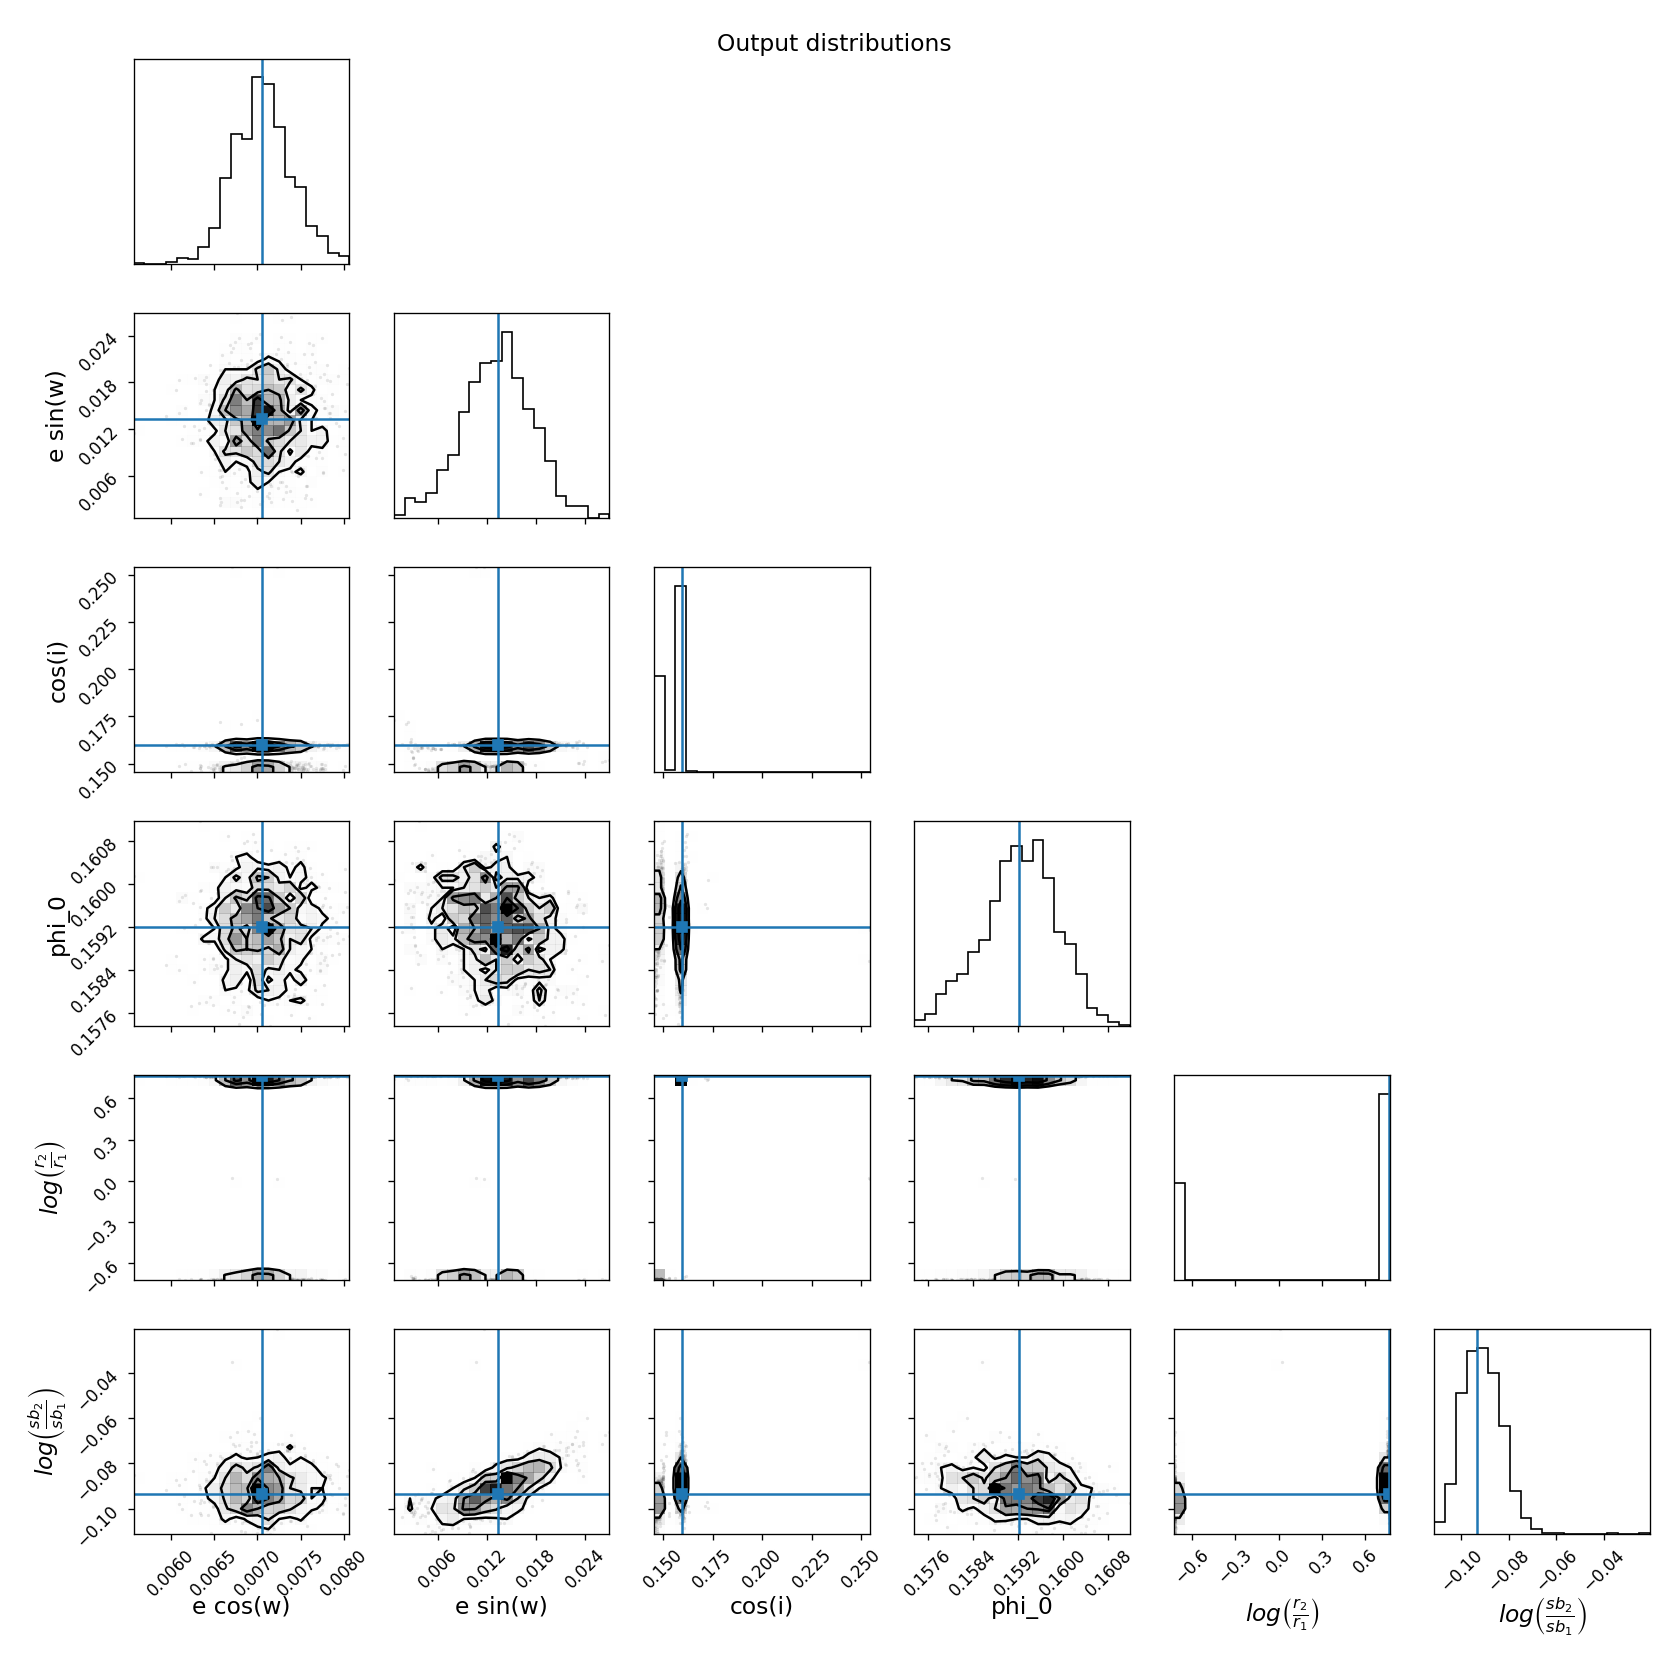 Output distributions
e sin(w)
0.024
0.018
0.012
0.006
cos(i)
0.250
0.225
0.200
0.175
0.150
phi_0
0.1608
0.1600
0.1592
0.1584
0.1576
log(r₂/r₁)
0.6
0.3
0.0
−0.3
−0.6
log(sb₂/sb₁)
−0.04
−0.06
−0.08
−0.10
0.0060 0.0065 0.0070 0.0075 0.0080
0.006 0.012 0.018 0.024
0.150 0.175 0.200 0.225 0.250
0.1576 0.1584 0.1592 0.1600 0.1608
−0.6 −0.3 0.0 0.3 0.6
−0.10 −0.08 −0.06 −0.04
e cos(w)
e sin(w)
cos(i)
phi_0
log(r₂/r₁)
log(sb₂/sb₁)